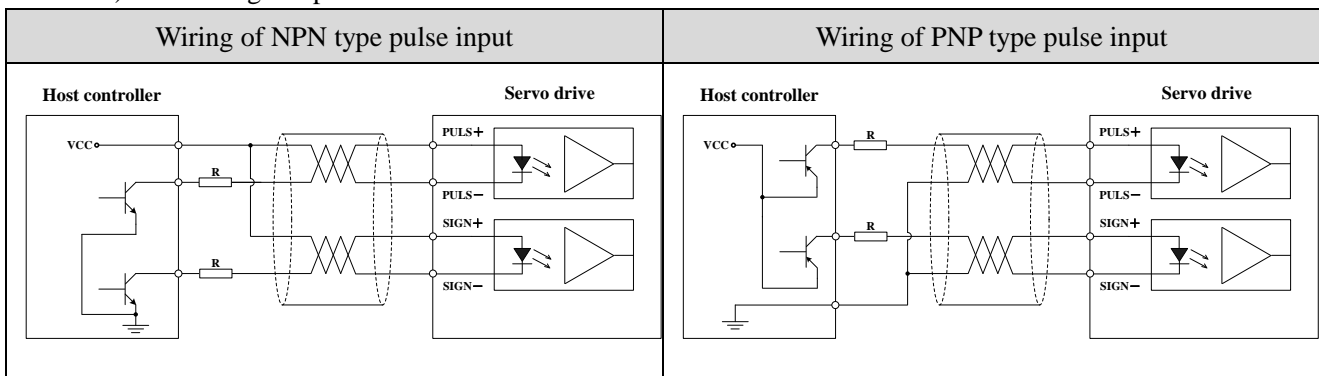 Wiring of NPN type pulse input
Wiring of PNP type pulse input
Host controller
Servo drive
VCC
R
R
PULS+
PULS−
SIGN+
SIGN−
Host controller
Servo drive
VCC
R
R
PULS+
PULS−
SIGN+
SIGN−